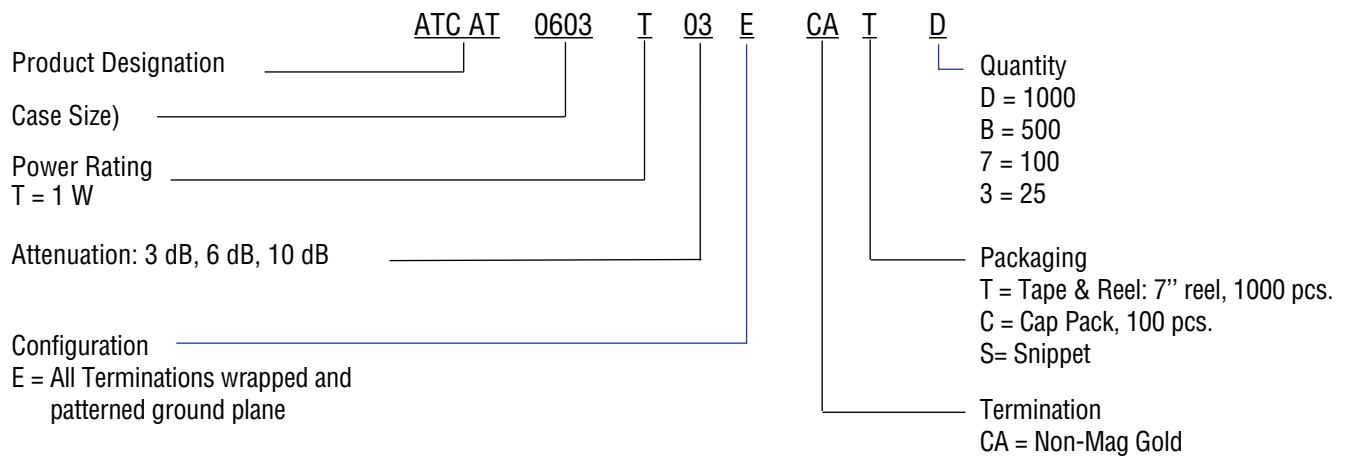 ATC AT 0603 T 03 E CA T D
Product Designation
Case Size)
Power Rating
T = 1 W
Attenuation: 3 dB, 6 dB, 10 dB
Configuration
E = All Terminations wrapped and
patterned ground plane
Quantity
D = 1000
B = 500
7 = 100
3 = 25
Packaging
T = Tape & Reel: 7’’ reel, 1000 pcs.
C = Cap Pack, 100 pcs.
S= Snippet
Termination
CA = Non-Mag Gold